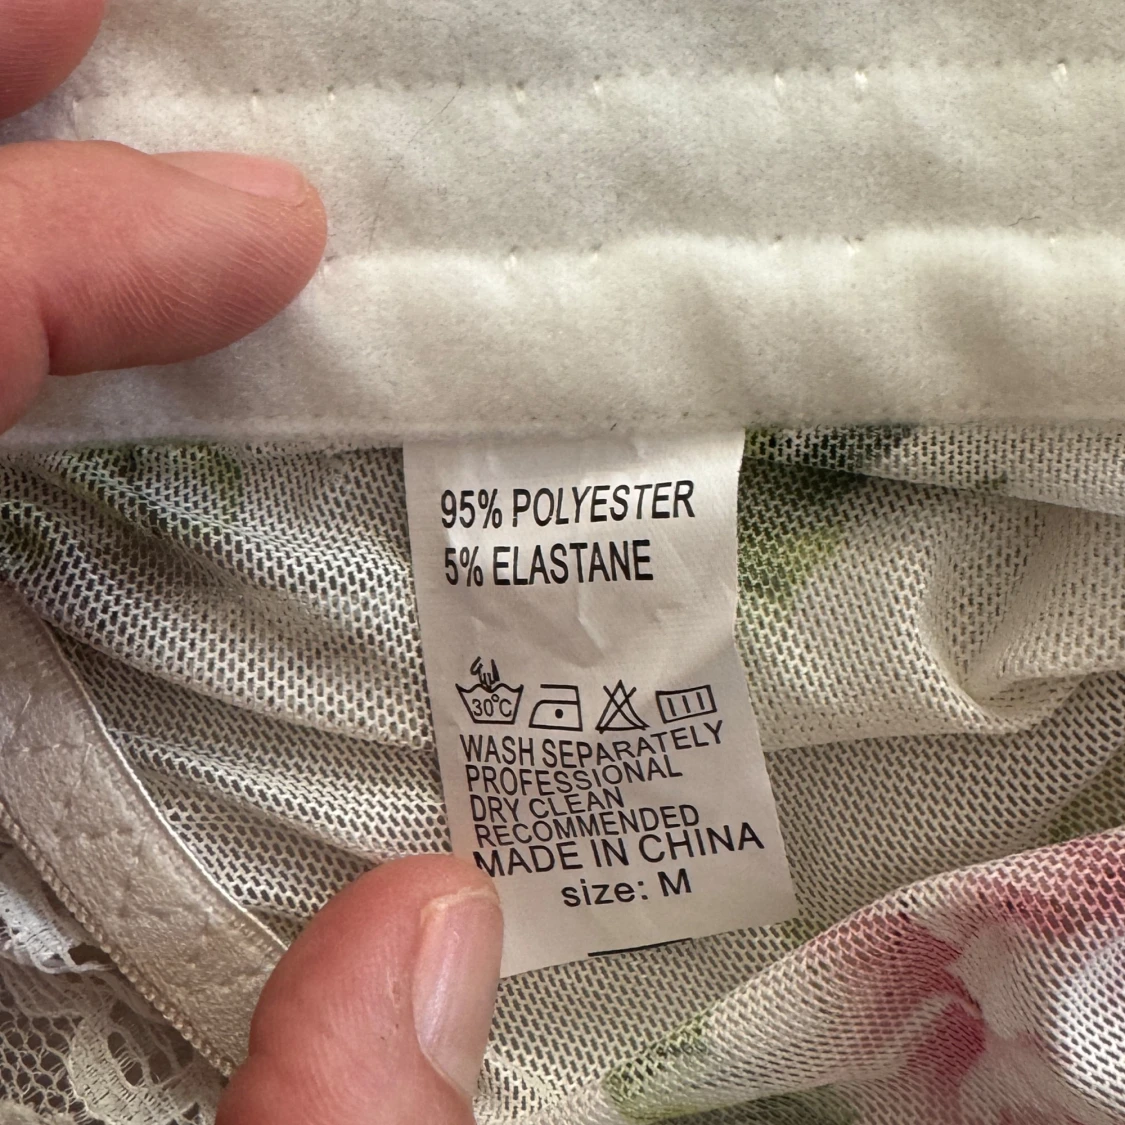 95% POLYESTER
5% ELASTANE
30°C
WASH SEPARATELY
PROFESSIONAL
DRY CLEAN
RECOMMENDED
MADE IN CHINA
size: M